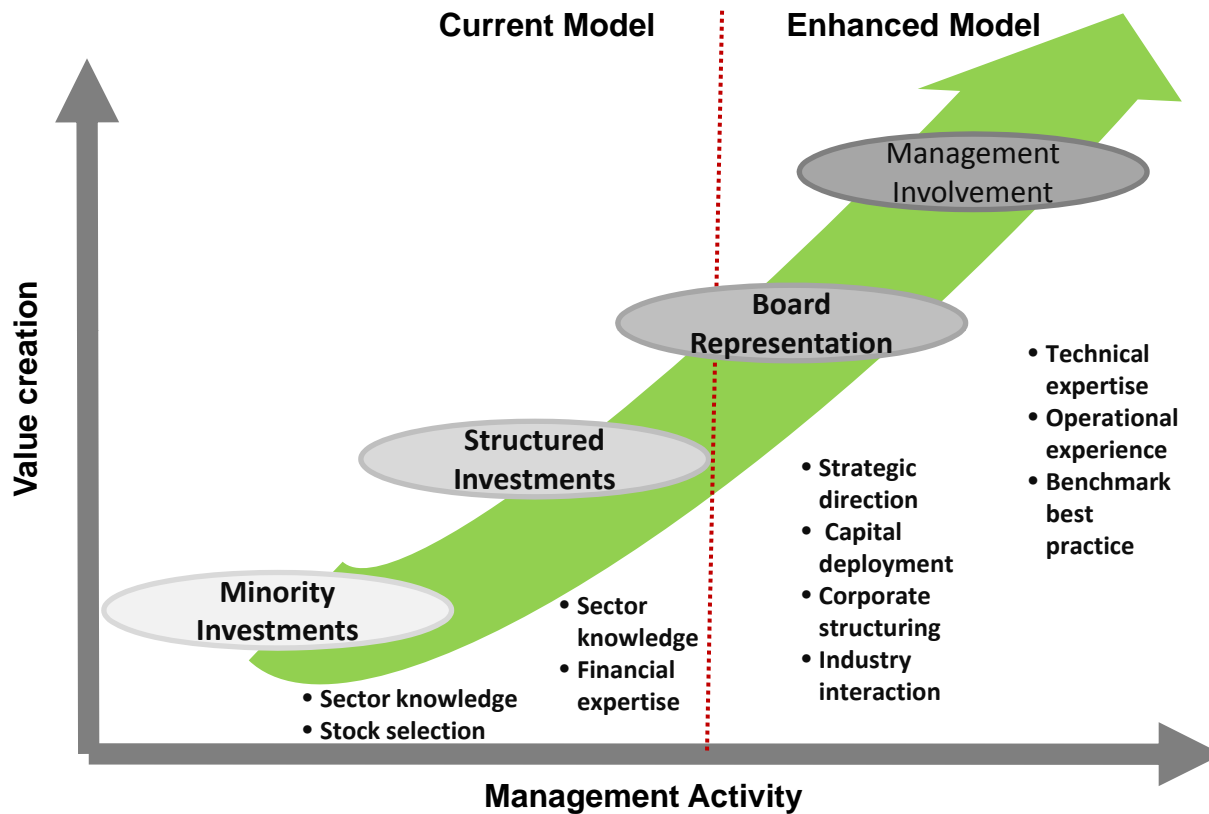 Current Model
Enhanced Model
Management
Involvement
Board
Representation
Structured
Investments
Minority
Investments
Value creation
• Technical
expertise
• Operational
experience
• Benchmark
best
practice
• Strategic
direction
• Capital
deployment
• Corporate
structuring
• Industry
interaction
• Sector
knowledge
• Financial
expertise
• Sector knowledge
• Stock selection
Management Activity